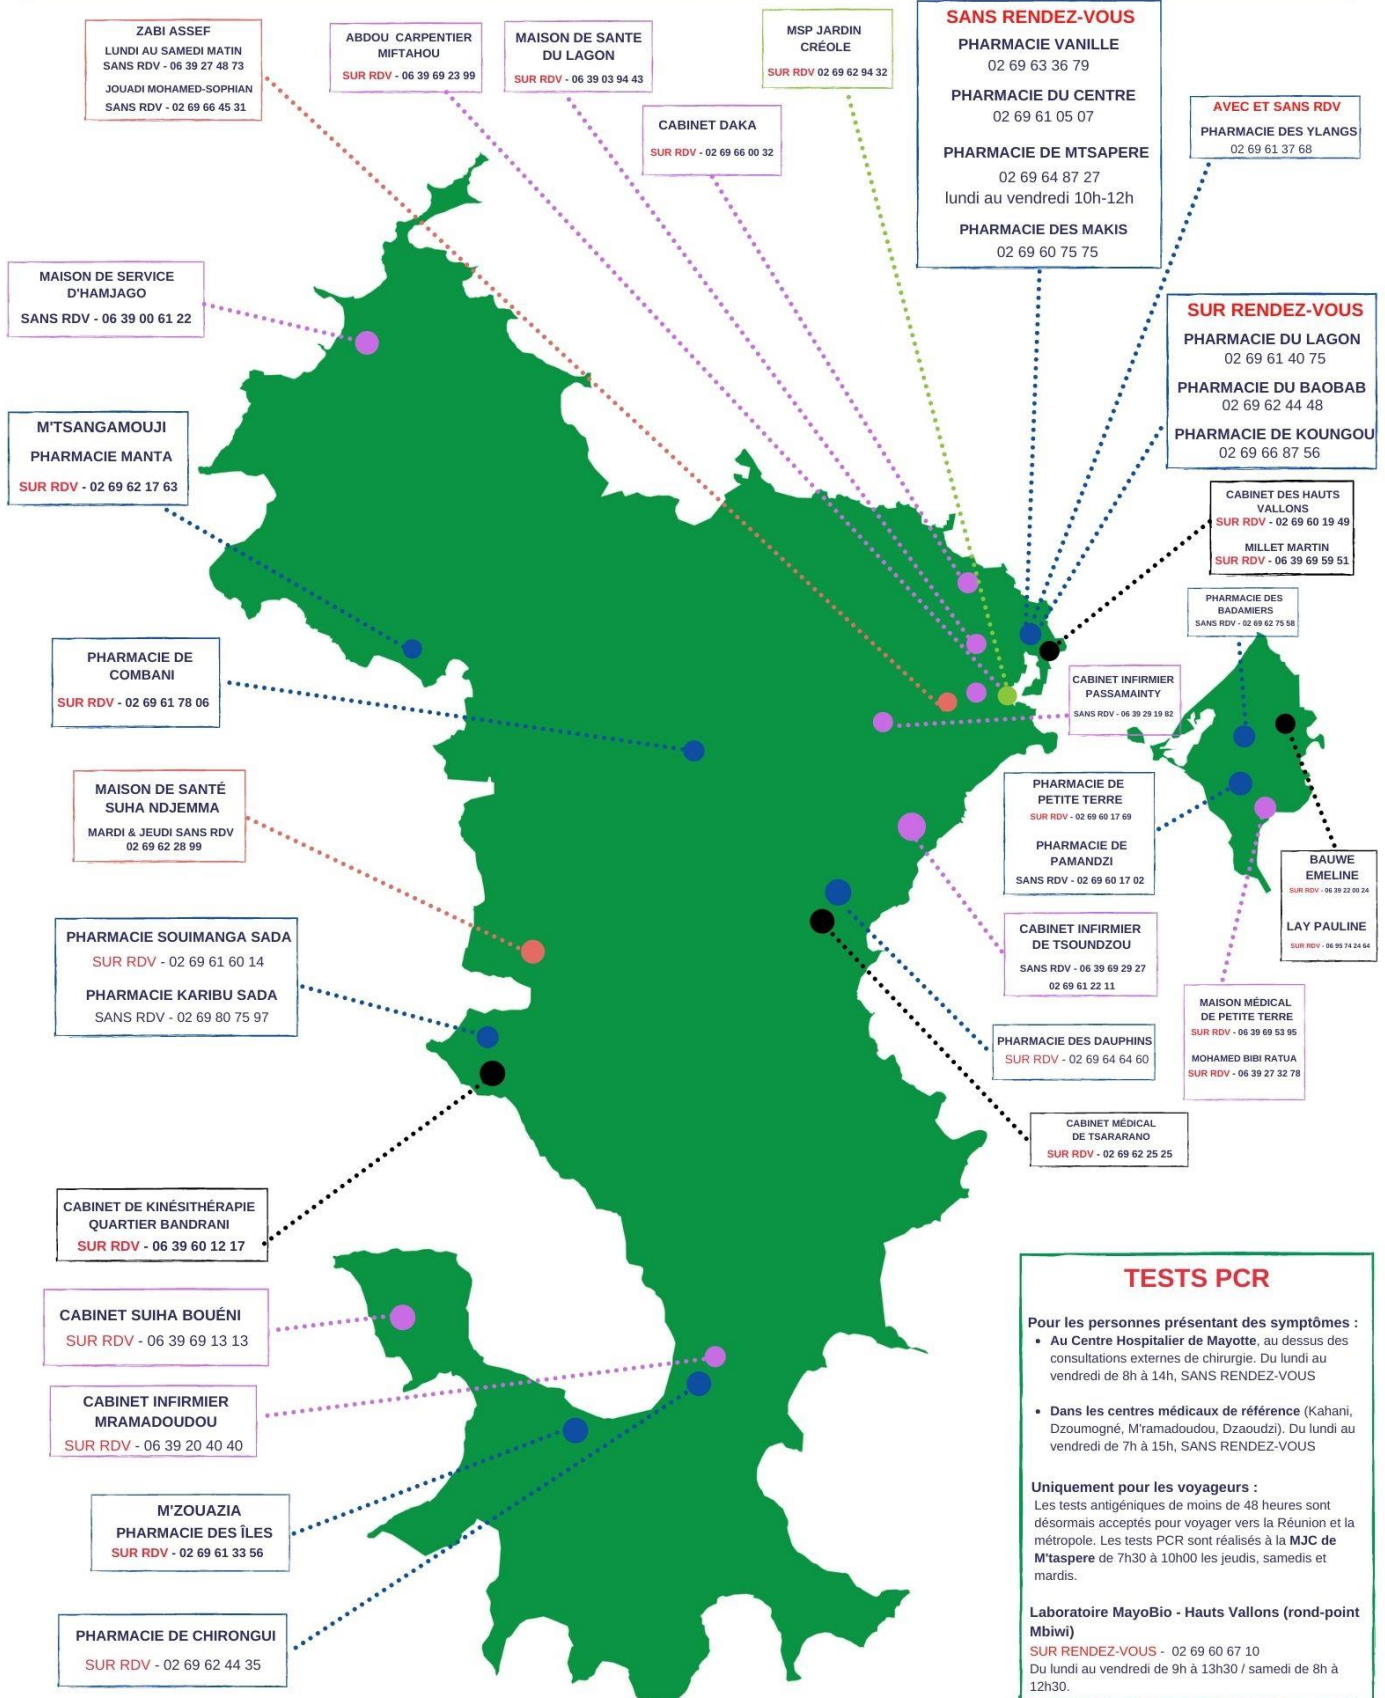 ZABI ASSEF
LUNDI AU SAMEDI MATIN
SANS RDV - 06 39 27 48 73
JOUADI MOHAMED-SOPHIAN
SANS RDV - 02 69 66 45 31
ABDOU CARPENTIER
MIFTAHOU
SUR RDV - 06 39 69 23 99
MAISON DE SANTE
DU LAGON
SUR RDV - 06 39 03 94 43
CABINET DAKA
SUR RDV - 02 69 66 00 32
MSP JARDIN
CRÉOLE
SUR RDV 02 69 62 94 32
SANS RENDEZ-VOUS
PHARMACIE VANILLE
02 69 63 36 79
PHARMACIE DU CENTRE
02 69 61 05 07
PHARMACIE DE MTSAPERE
02 69 64 87 27
lundi au vendredi 10h-12h
PHARMACIE DES MAKIS
02 69 60 75 75
AVEC ET SANS RDV
PHARMACIE DES YLANGS
02 69 61 37 68
MAISON DE SERVICE
D'HAMJAGO
SANS RDV - 06 39 00 61 22
SUR RENDEZ-VOUS
PHARMACIE DU LAGON
02 69 61 40 75
PHARMACIE DU BAOBAB
02 69 62 44 48
PHARMACIE DE KOUNGOU
02 69 66 87 56
M'TSANGAMOUJI
PHARMACIE MANTA
SUR RDV - 02 69 62 17 63
CABINET DES HAUTS
VALLONS
SUR RDV - 02 69 60 19 49
MILLET MARTIN
SUR RDV - 06 39 69 59 51
PHARMACIE DES
BADAMIERS
SANS RDV - 02 69 62 75 58
PHARMACIE DE
COMBANI
SUR RDV - 02 69 61 78 06
CABINET INFIRMIER
PASSAMAINTY
SANS RDV - 06 39 29 19 82
MAISON DE SANTÉ
SUHA NDJEMMA
MARDI & JEUDI SANS RDV
02 69 62 28 99
PHARMACIE DE
PETITE TERRE
SUR RDV - 02 69 60 17 69
PHARMACIE DE
PAMANDZI
SANS RDV - 02 69 60 17 02
BAUWE
EMELINE
SUR RDV - 06 39 22 00 24
LAY PAULINE
SUR RDV - 06 95 74 24 64
PHARMACIE SOUIMANGA SADA
SUR RDV - 02 69 61 60 14
PHARMACIE KARIBU SADA
SANS RDV - 02 69 80 75 97
CABINET INFIRMIER
DE TSOUNDZOU
SANS RDV - 06 39 69 29 27
02 69 61 22 11
MAISON MÉDICAL
DE PETITE TERRE
SUR RDV - 06 39 69 53 95
MOHAMED BIBI RATUA
SUR RDV - 06 39 27 32 78
PHARMACIE DES DAUPHINS
SUR RDV - 02 69 64 64 60
CABINET MÉDICAL
DE TSARARANO
SUR RDV - 02 69 62 25 25
CABINET DE KINÉSITHÉRAPIE
QUARTIER BANDRANI
SUR RDV - 06 39 60 12 17
CABINET SUIHA BOUÉNI
SUR RDV - 06 39 69 13 13
CABINET INFIRMIER
MRAMADOUDOU
SUR RDV - 06 39 20 40 40
M'ZOUAZIA
PHARMACIE DES ÎLES
SUR RDV - 02 69 61 33 56
PHARMACIE DE CHIRONGUI
SUR RDV - 02 69 62 44 35
TESTS PCR
Pour les personnes présentant des symptômes :
• Au Centre Hospitalier de Mayotte, au dessus des
consultations externes de chirurgie. Du lundi au
vendredi de 8h à 14h, SANS RENDEZ-VOUS
• Dans les centres médicaux de référence (Kahani,
Dzoumogné, M'ramadoudou, Dzaoudzi). Du lundi au
vendredi de 7h à 15h, SANS RENDEZ-VOUS
Uniquement pour les voyageurs :
Les tests antigéniques de moins de 48 heures sont
désormais acceptés pour voyager vers la Réunion et la
métropole. Les tests PCR sont réalisés à la MJC de
M'taspere de 7h30 à 10h00 les jeudis, samedis et
mardis.
Laboratoire MayoBio - Hauts Vallons (rond-point
Mbiwi)
SUR RENDEZ-VOUS - 02 69 60 67 10
Du lundi au vendredi de 9h à 13h30 / samedi de 8h à
12h30.